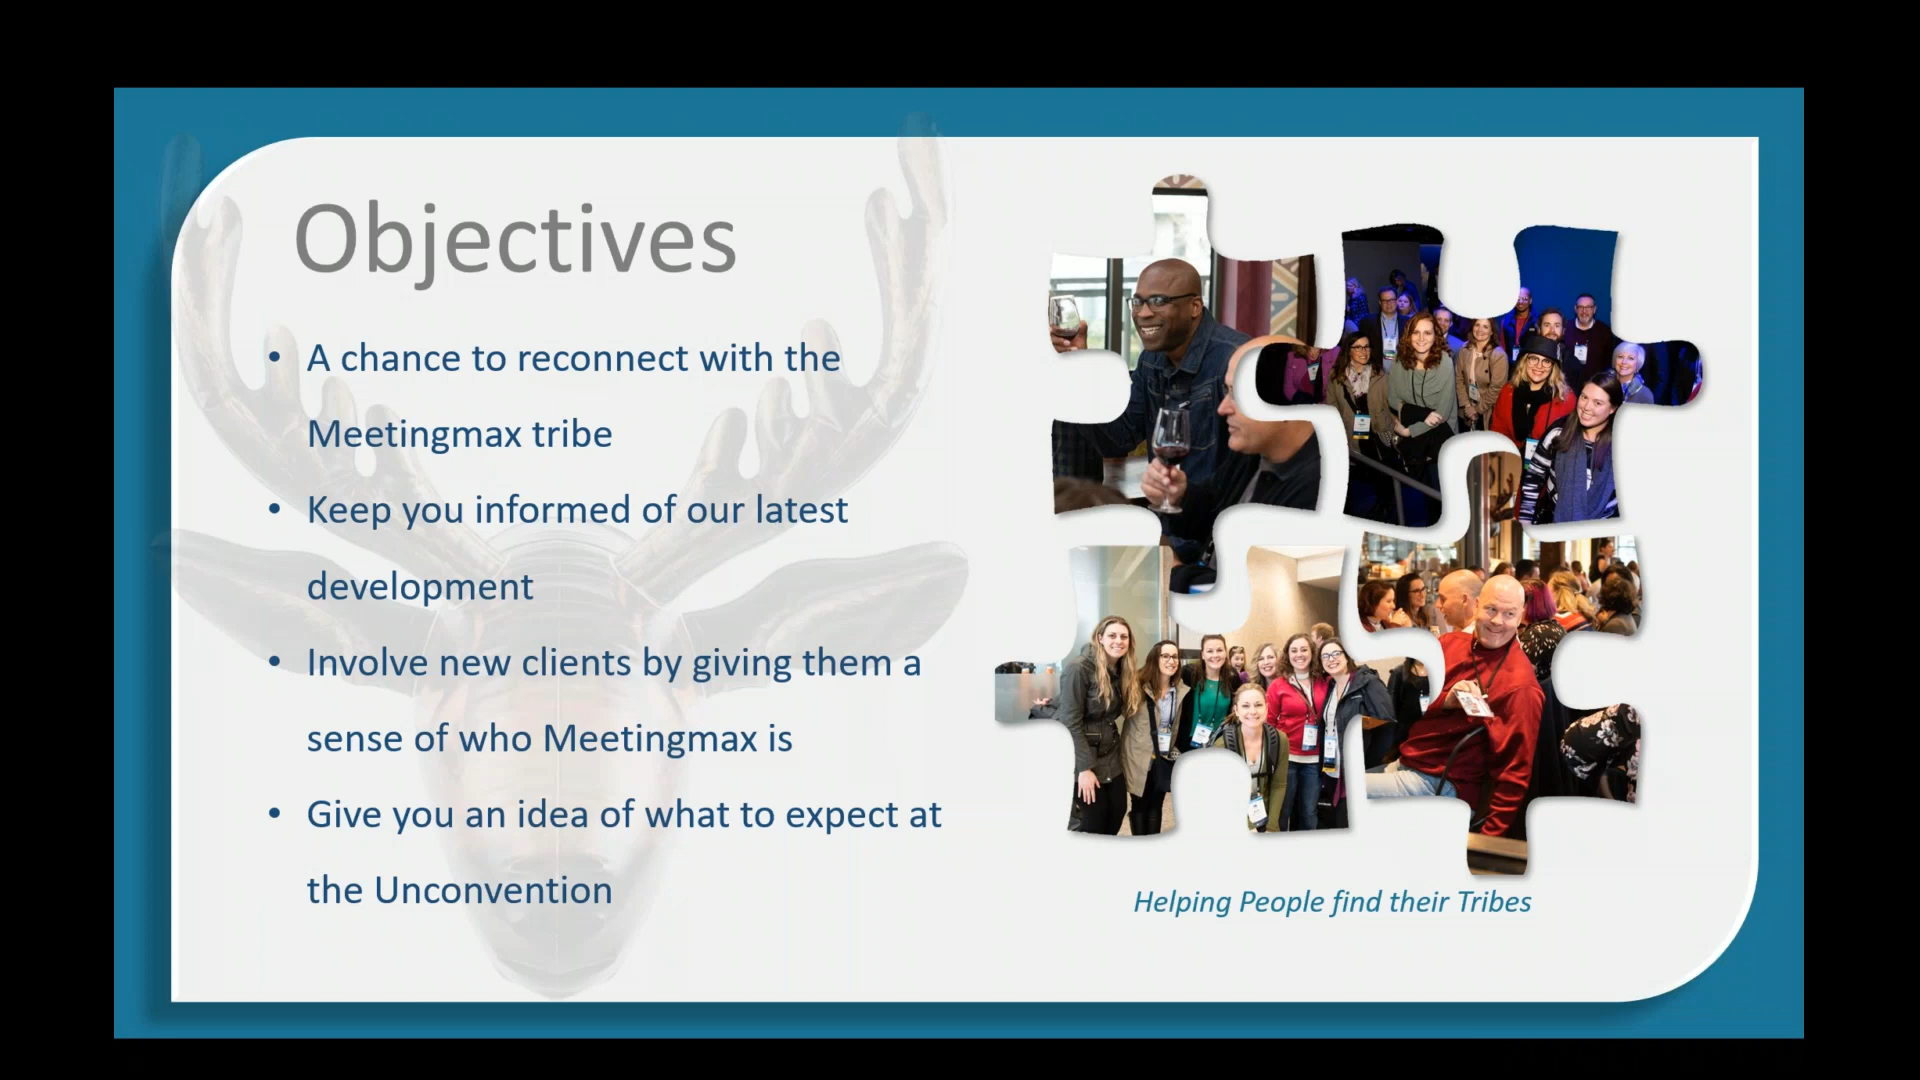 Objectives
• A chance to reconnect with the
Meetingmax tribe
• Keep you informed of our latest
development
• Involve new clients by giving them a
sense of who Meetingmax is
• Give you an idea of what to expect at
the Unconvention
Helping People find their Tribes